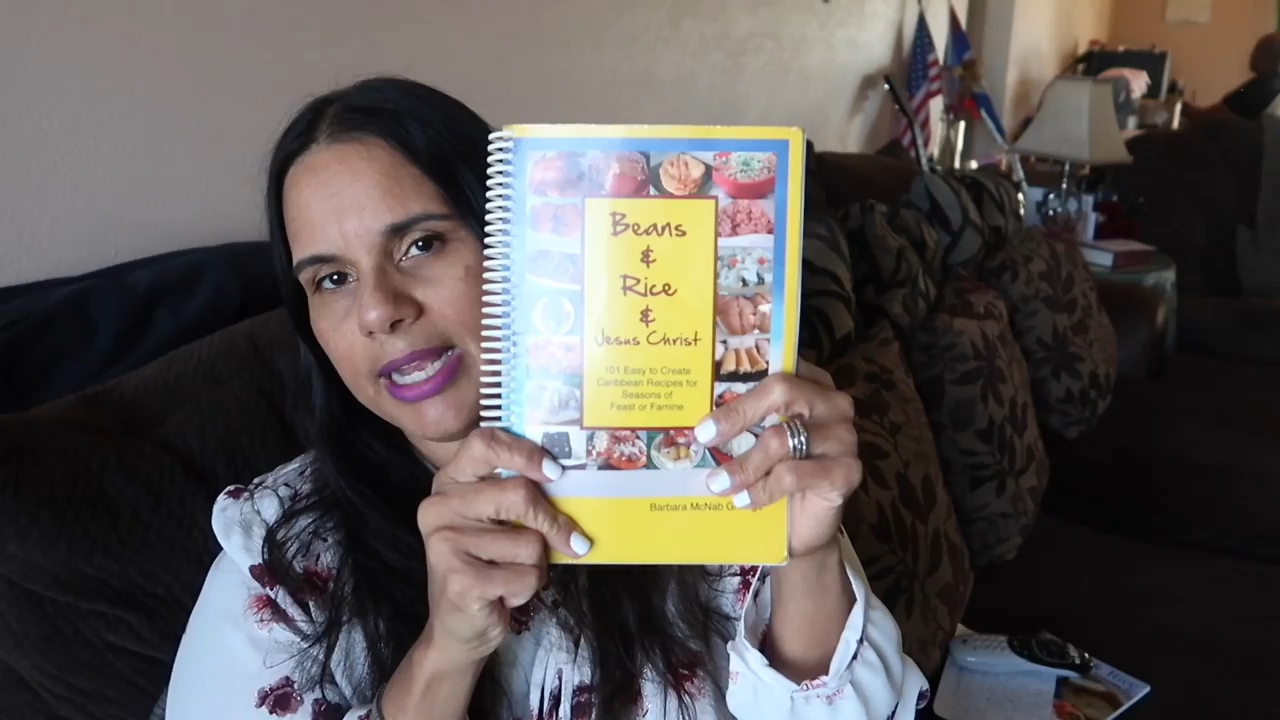 Beans
&
Rice
&
Jesus Christ
101 Easy to Create
Caribbean Recipes for
Seasons of
Feast or Famine
Barbara McNab